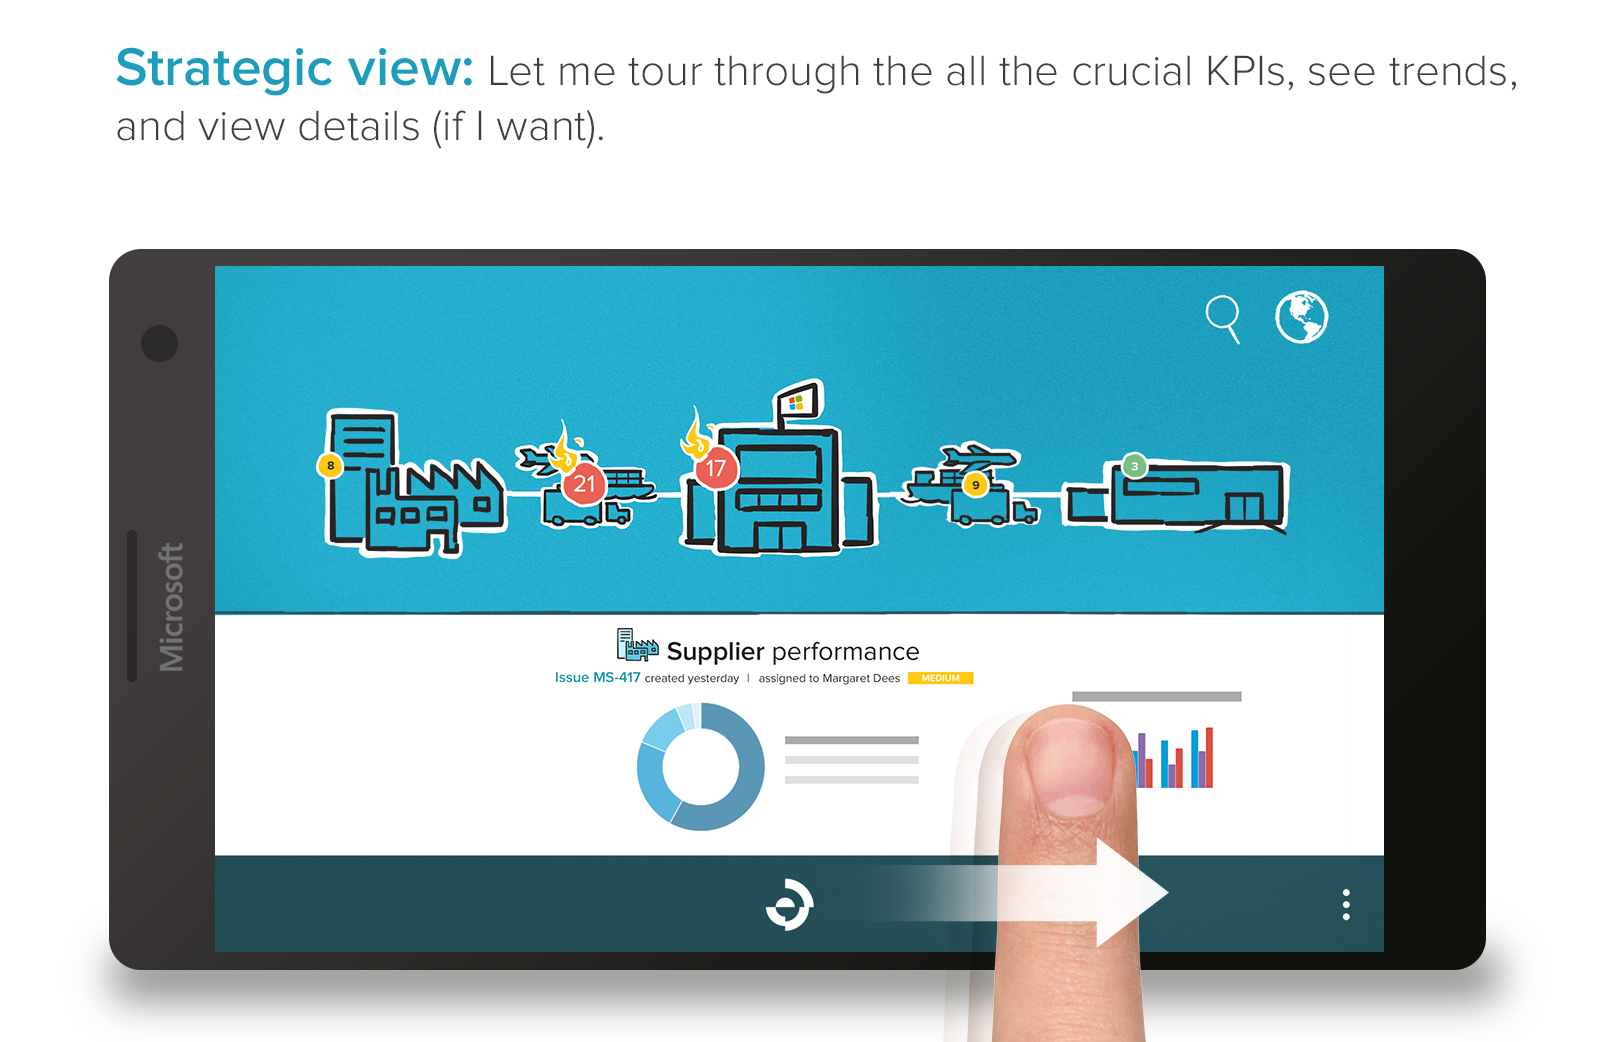 Strategic view: Let me tour through the all the crucial KPIs, see trends,
and view details (if I want).
Microsoft
8
21
17
9
3
Supplier performance
Issue MS-417 created yesterday | assigned to Margaret Dees MEDIUM